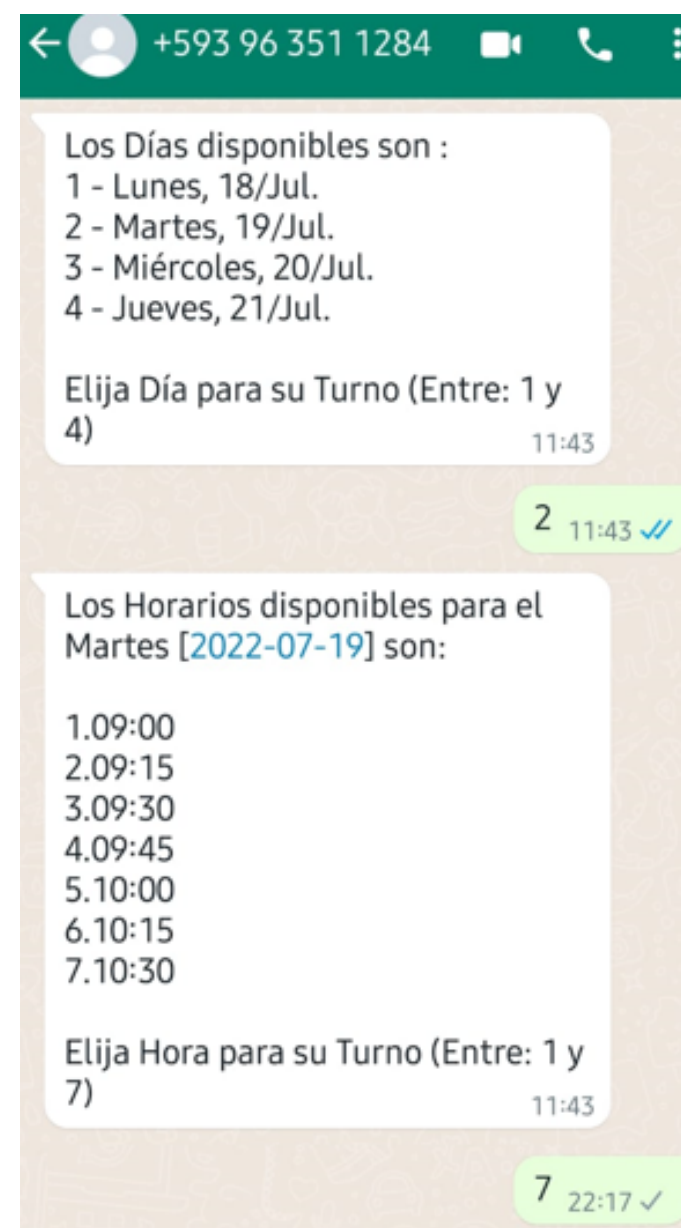 +593 96 351 1284
Los Días disponibles son :
1 - Lunes, 18/Jul.
2 - Martes, 19/Jul.
3 - Miércoles, 20/Jul.
4 - Jueves, 21/Jul.
Elija Día para su Turno (Entre: 1 y
4)
11:43
2 11:43
Los Horarios disponibles para el
Martes [2022-07-19] son:
1.09:00
2.09:15
3.09:30
4.09:45
5.10:00
6.10:15
7.10:30
Elija Hora para su Turno (Entre: 1 y
7)
11:43
7 22:17